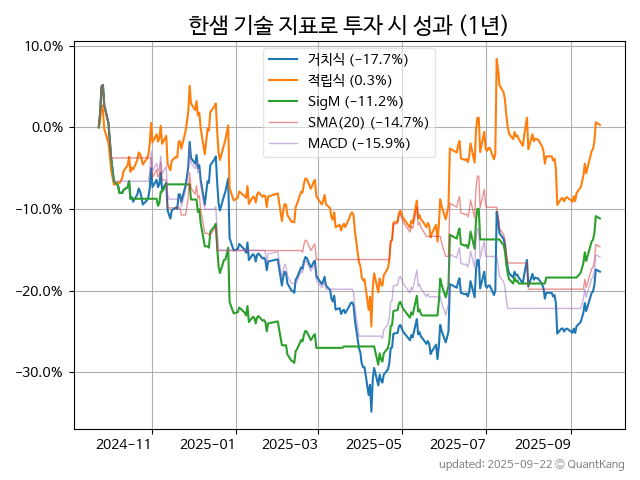 한샘 기술 지표로 투자 시 성과 (1년)
거치식 (−17.7%)
적립식 (0.3%)
SigM (−11.2%)
SMA(20) (−14.7%)
MACD (−15.9%)
10.0%
0.0%
−10.0%
−20.0%
−30.0%
2024-11 2025-01 2025-03 2025-05 2025-07 2025-09
updated: 2025-09-22 © QuantKang